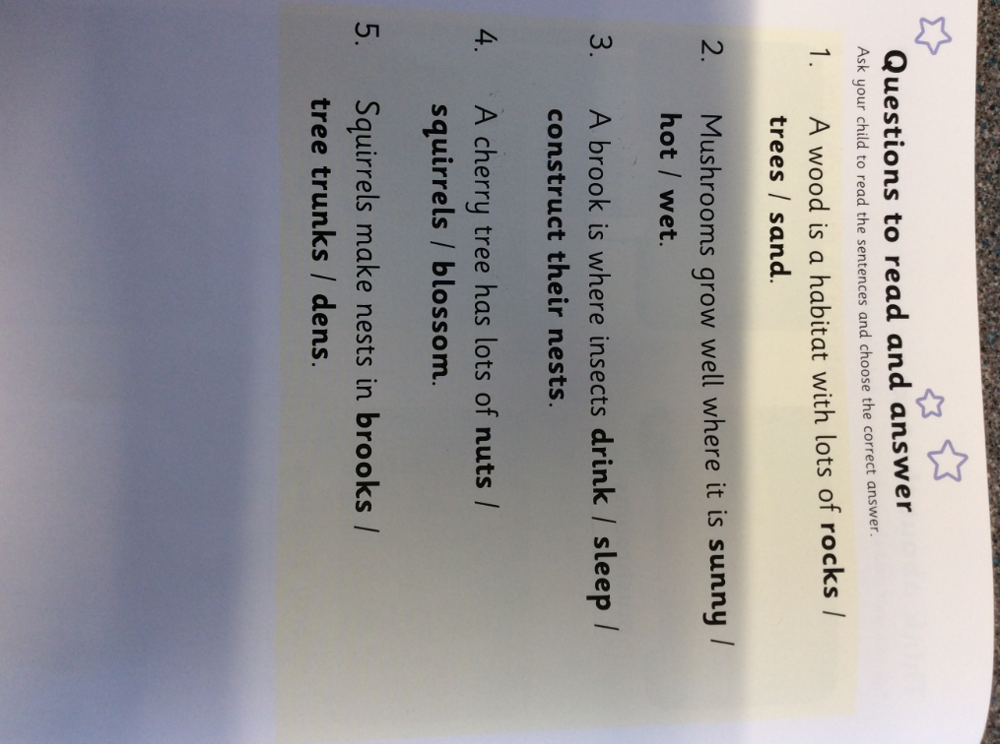 Questions to read and answer
Ask your child to read the sentences and choose the correct answer.
1. A wood is a habitat with lots of rocks /
trees / sand.
2. Mushrooms grow well where it is sunny /
hot / wet.
3. A brook is where insects drink / sleep /
construct their nests.
4. A cherry tree has lots of nuts /
squirrels / blossom.
5. Squirrels make nests in brooks /
tree trunks / dens.